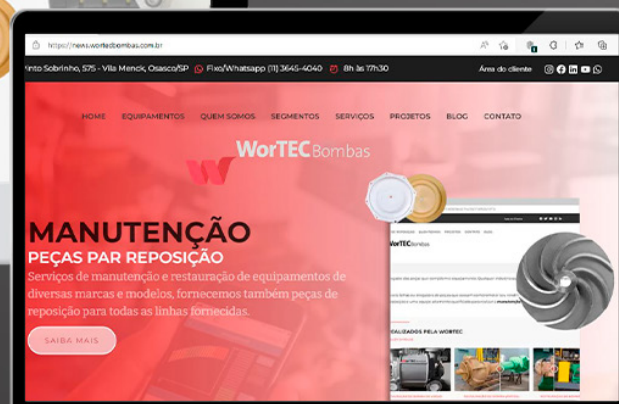 https://news.wortecbombas.com.br
into Sobrinho, 575 - Vila Menck, Osasco/SP Fixo/Whatsapp (11) 3645-4040 8h às 17h30 Área do cliente
HOME EQUIPAMENTOS QUEM SOMOS SEGMENTOS SERVIÇOS PROJETOS BLOG CONTATO
WorTEC Bombas
MANUTENÇÃO
PEÇAS PAR REPOSIÇÃO
Serviços de manutenção e restauração de equipamentos de
diversas marcas e modelos, fornecemos também peças de
reposição para todas as linhas fornecidas.
SAIBA MAIS
WorTEC Bombas
EALIZADOS PELA WORTEC